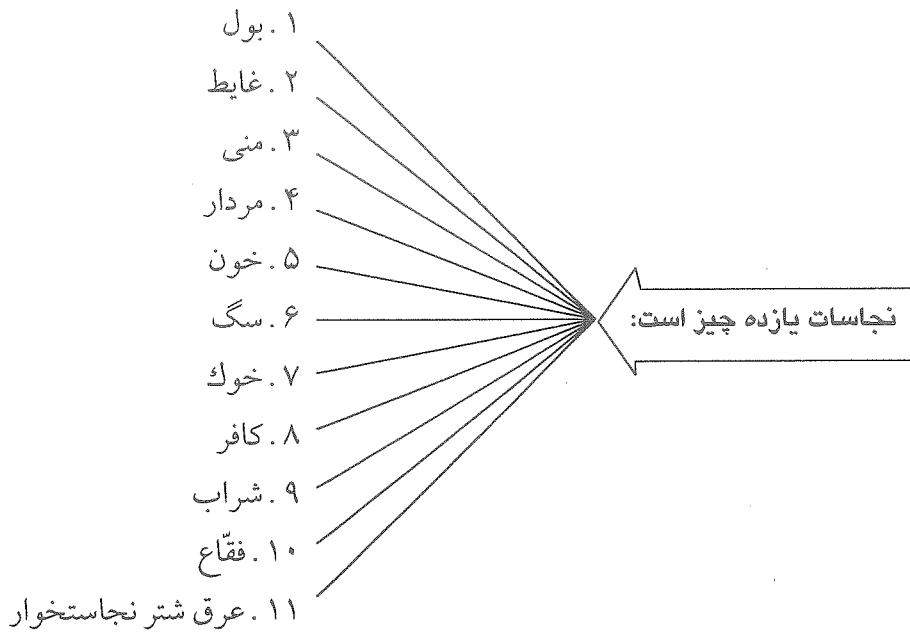 نجاسات یازده چیز است:
۱. بول
۲. غایط
۳. منی
۴. مردار
۵. خون
۶. سگ
۷. خوك
۸. کافر
۹. شراب
۱۰. فقّاع
۱۱. عرق شتر نجاستخوار